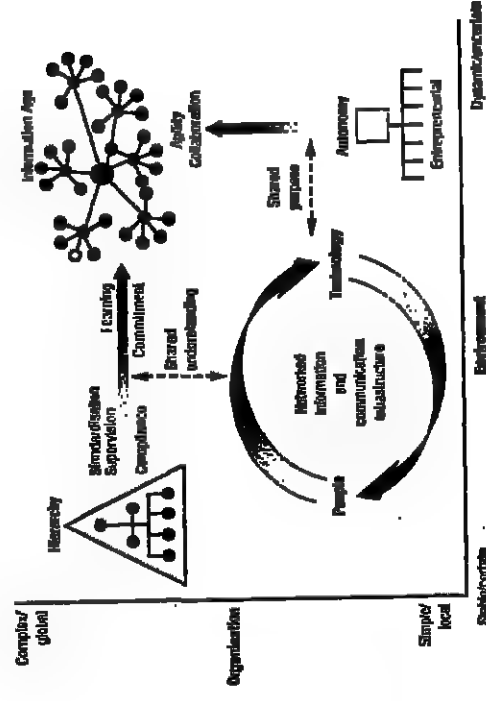 Complex/
global
Hierarchy
Information Age
Standardisation
Supervision
Compliance
Learning
Commitment
Shared
understanding
Agility
Collaboration
Organisation
Networked
information
and
communication
infrastructure
People
Technology
Shared
purpose
Autonomy
Entrepreneurial
Simple/
local
Stable/certain
Environment
Dynamic/uncertain